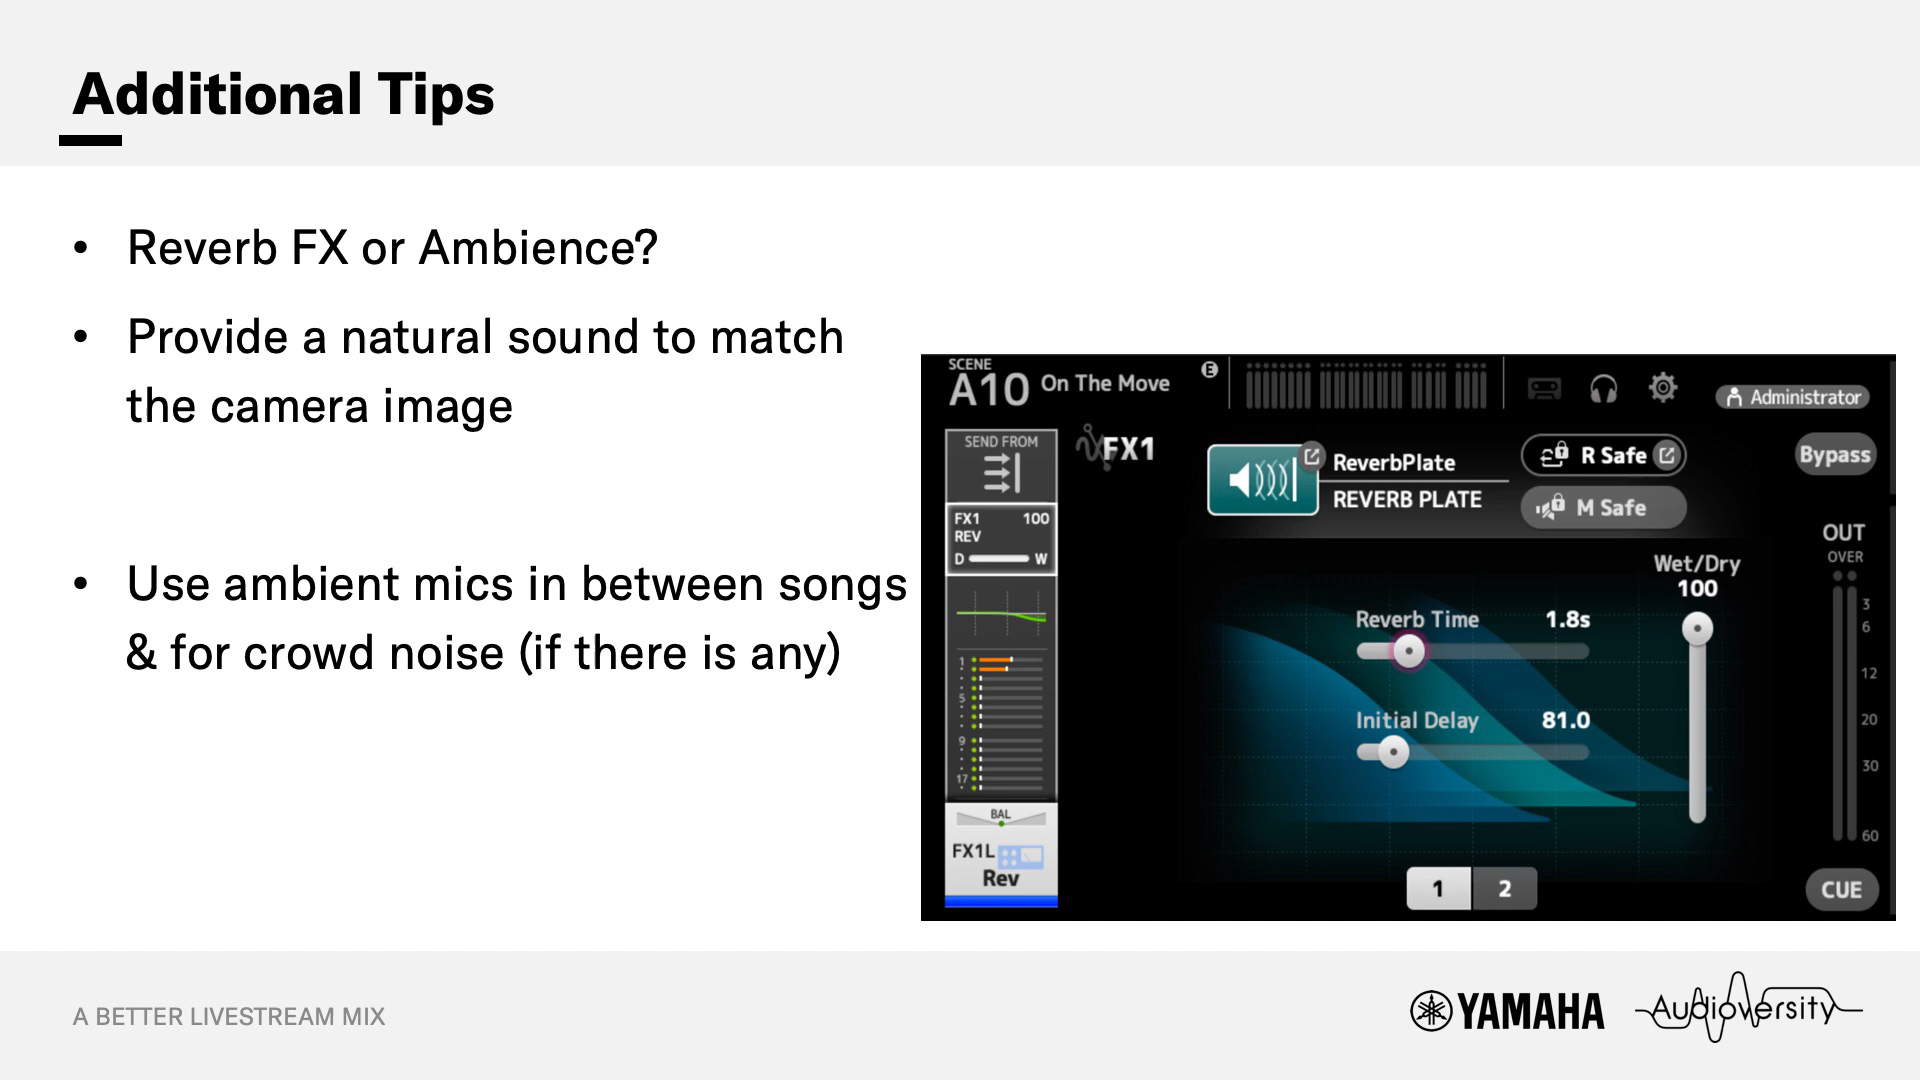 Additional Tips
• Reverb FX or Ambience?
• Provide a natural sound to match
the camera image
• Use ambient mics in between songs
& for crowd noise (if there is any)
SCENE
A10 On The Move
E
Administrator
SEND FROM
FX1
ReverbPlate
REVERB PLATE
R Safe
M Safe
Bypass
FX1 100
REV
D W
OUT
OVER
3
6
12
20
30
60
Wet/Dry
100
Reverb Time 1.8s
Initial Delay 81.0
1
5
9
17
BAL
FX1L
Rev
1 2
CUE
A BETTER LIVESTREAM MIX
YAMAHA
Audioversity